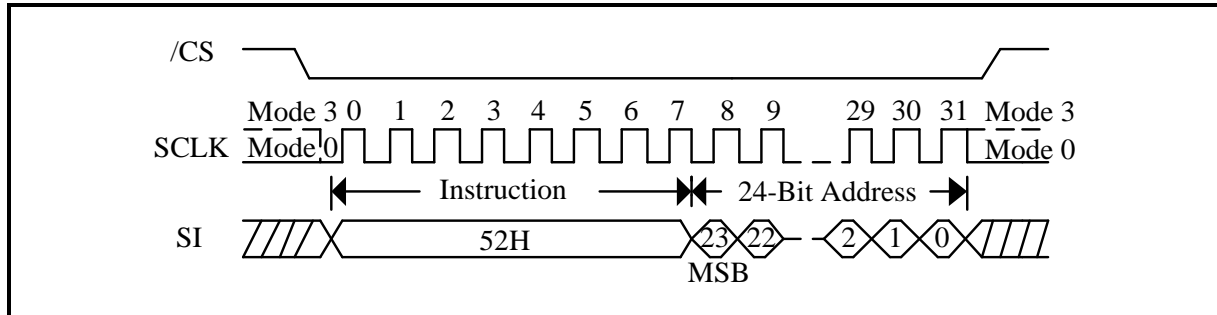 /CS
Mode 3 0 1 2 3 4 5 6 7 8 9 29 30 31 Mode 3
SCLK Mode 0 Mode 0
Instruction 24-Bit Address
SI 52H 23 22 2 1 0
MSB